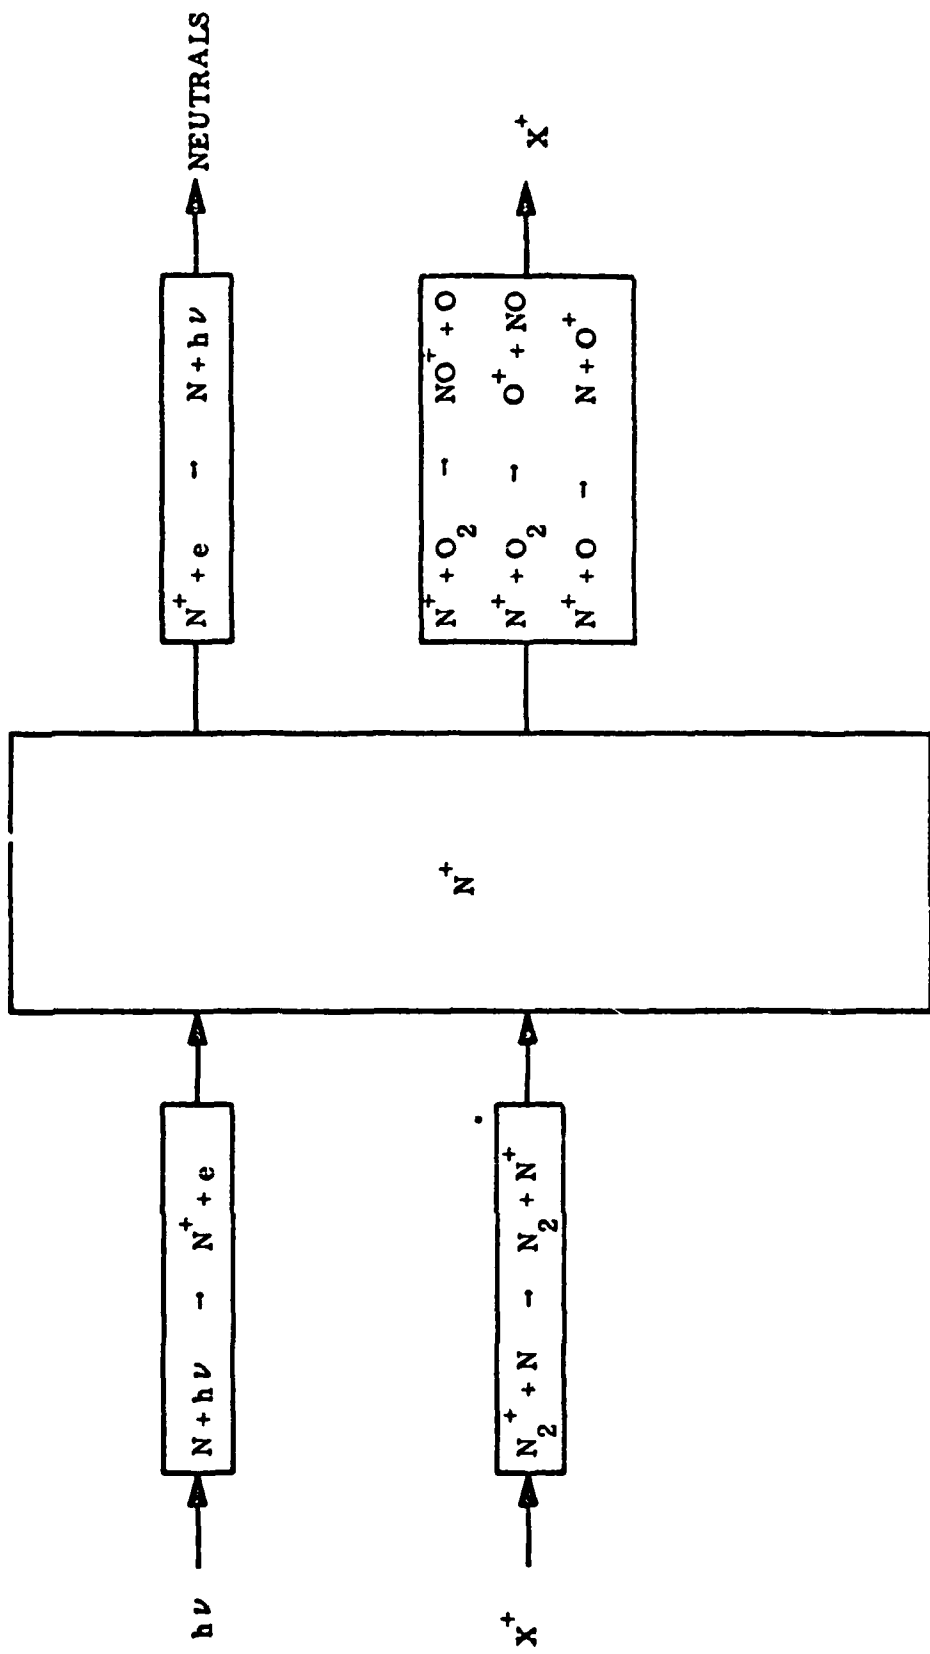 hν
N + hν → N⁺ + e
N⁺ + e → N + hν
NEUTRALS
N⁺
X⁺
N₂⁺ + N → N₂ + N⁺
N⁺ + O₂ → NO⁺ + O
N⁺ + O₂ → O⁺ + NO
N⁺ + O → N + O⁺
X⁺